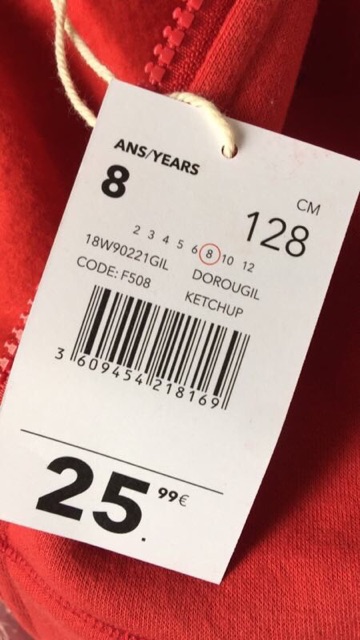 ANS/YEARS
8
CM
128
2 3 4 5 6 8 10 12
18W90221GIL DOROUGIL
CODE: F508 KETCHUP
3 609454 218169
25.99€